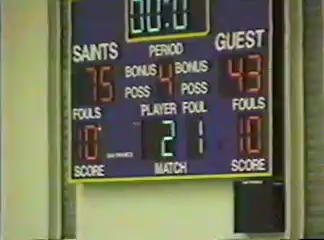 00:0
SAINTS PERIOD GUEST
75 BONUS 4 BONUS 43
POSS POSS
FOULS PLAYER FOUL FOULS
10 2 1 10
SCORE MATCH SCORE